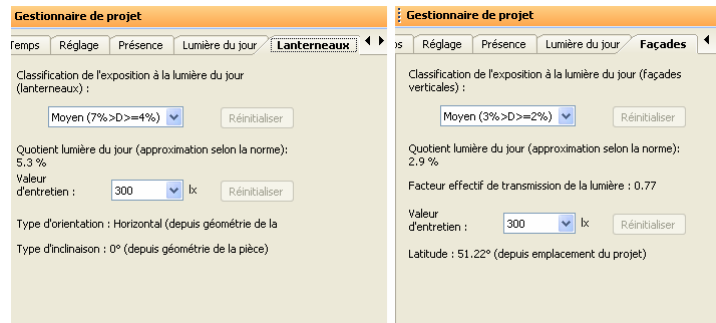 Gestionnaire de projet
Temps Réglage Présence Lumière du jour Lanterneaux
Classification de l'exposition à la lumière du jour
(lanterneaux) :
Moyen (7%>D>=4%) Réinitialiser
Quotient lumière du jour (approximation selon la norme):
5.3 %
Valeur
d'entretien : 300 lx Réinitialiser
Type d'orientation : Horizontal (depuis géométrie de la
Type d'inclinaison : 0° (depuis géométrie de la pièce)
Gestionnaire de projet
os Réglage Présence Lumière du jour Façades
Classification de l'exposition à la lumière du jour (façades
verticales) :
Moyen (3%>D>=2%) Réinitialiser
Quotient lumière du jour (approximation selon la norme):
2.9 %
Facteur effectif de transmission de la lumière : 0.77
Valeur
d'entretien : 300 lx Réinitialiser
Latitude : 51.22° (depuis emplacement du projet)